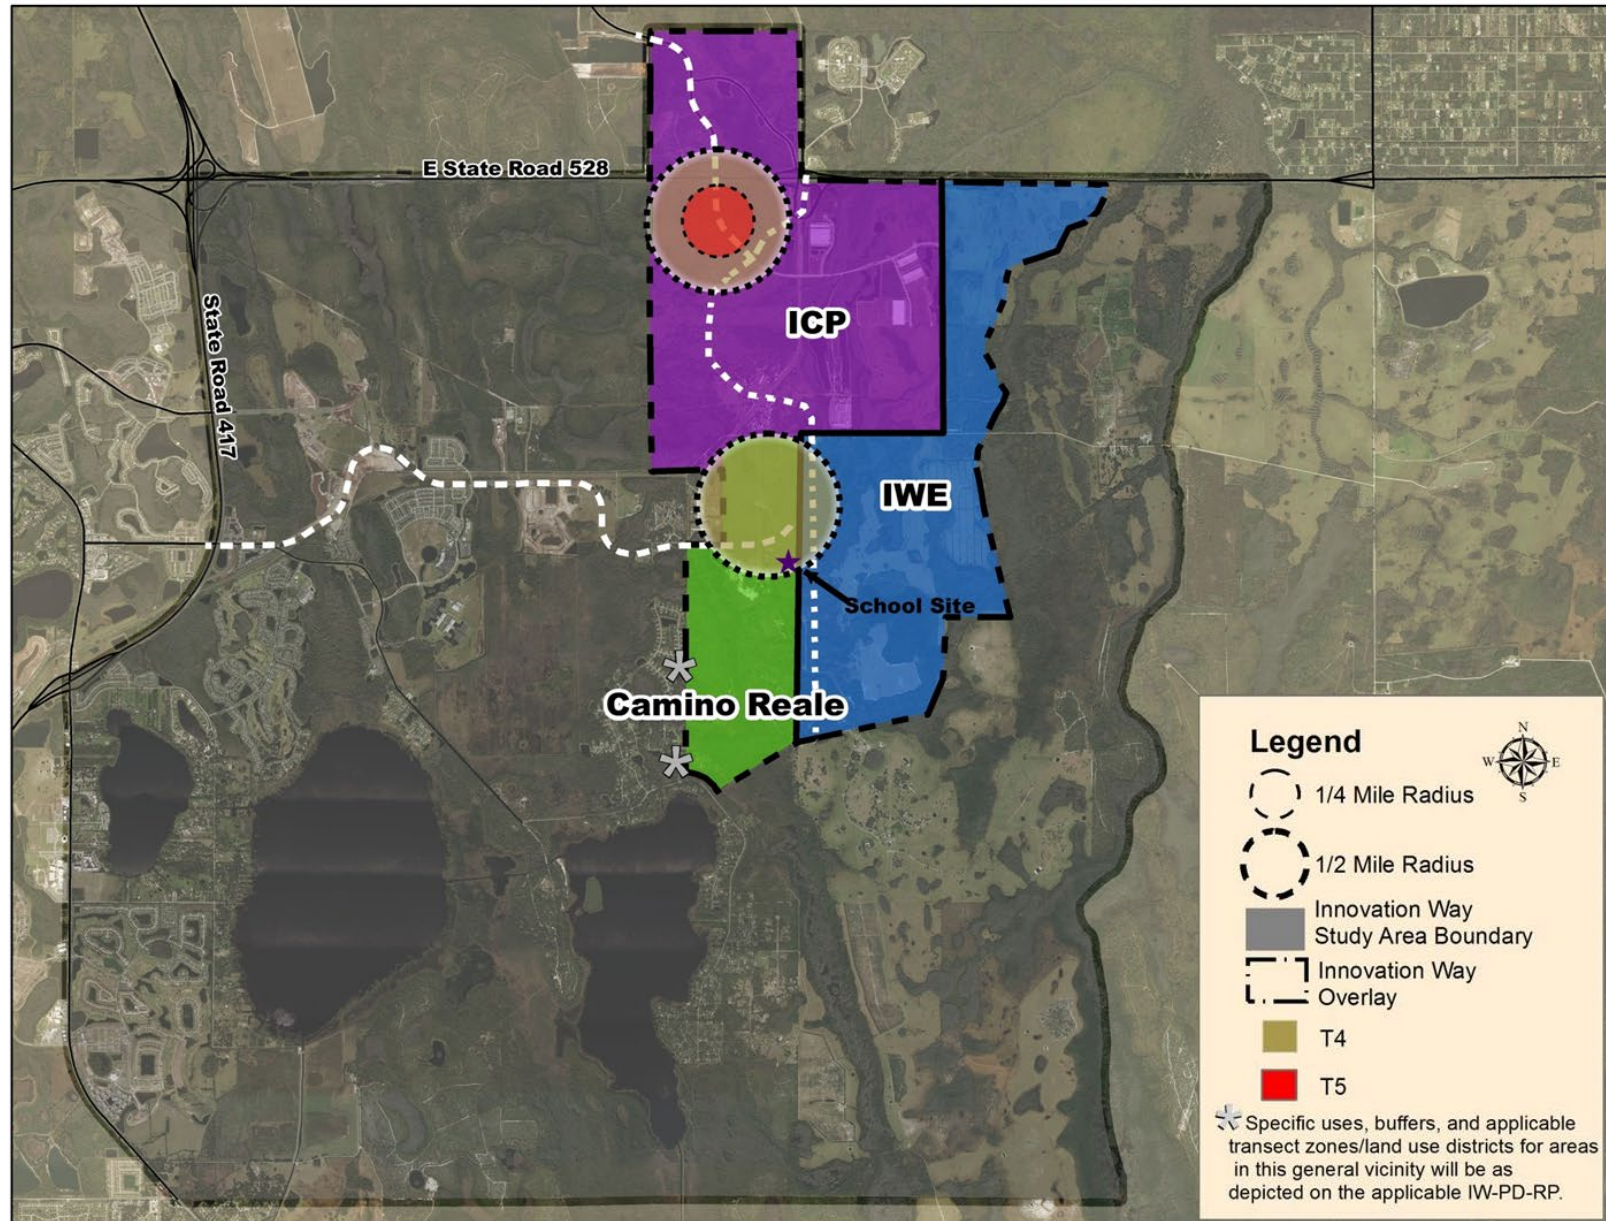 E State Road 528
State Road 417
ICP
IWE
School Site
Camino Reale
Legend
N
W E
S
1/4 Mile Radius
1/2 Mile Radius
Innovation Way
Study Area Boundary
Innovation Way
Overlay
T4
T5
* Specific uses, buffers, and applicable
transect zones/land use districts for areas
in this general vicinity will be as
depicted on the applicable IW-PD-RP.